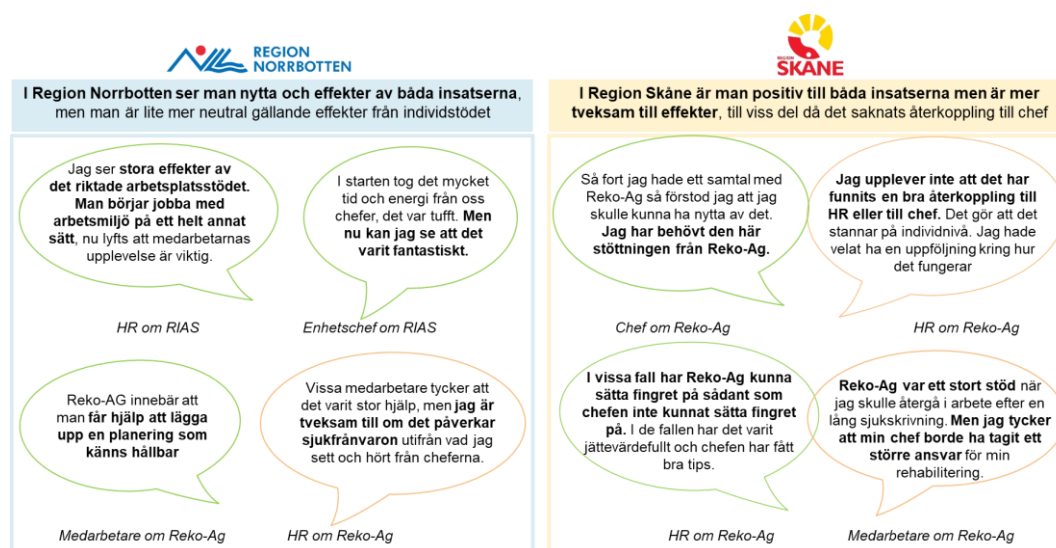 REGION
NORRBOTTEN
I Region Norrbotten ser man nytta och effekter av båda insatserna,
men man är lite mer neutral gällande effekter från individstödet
Jag ser stora effekter av
det riktade arbetsplatsstödet.
Man börjar jobba med
arbetsmiljö på ett helt annat
sätt, nu lyfts att medarbetarnas
upplevelse är viktig.
HR om RIAS
I starten tog det mycket
tid och energi från oss
chefer, det var tufft. Men
nu kan jag se att det
varit fantastiskt.
Enhetschef om RIAS
Reko-AG innebär att
man får hjälp att lägga
upp en planering som
känns hållbar
Medarbetare om Reko-Ag
Vissa medarbetare tycker att
det varit stor hjälp, men jag är
tveksam till om det påverkar
sjukfrånvaron utifrån vad jag
sett och hört från cheferna.
HR om Reko-Ag
REGION
SKÅNE
I Region Skåne är man positiv till båda insatserna men är mer
tveksam till effekter, till viss del då det saknats återkoppling till chef
Så fort jag hade ett samtal med
Reko-Ag så förstod jag att jag
skulle kunna ha nytta av det.
Jag har behövt den här
stöttningen från Reko-Ag.
Chef om Reko-Ag
Jag upplever inte att det har
funnits en bra återkoppling till
HR eller till chef. Det gör att det
stannar på individnivå. Jag hade
velat ha en uppföljning kring hur
det fungerar
HR om Reko-Ag
I vissa fall har Reko-Ag kunna
sätta fingret på sådant som
chefen inte kunnat sätta fingret
på. I de fallen har det varit
jättevärdefullt och chefen har fått
bra tips.
HR om Reko-Ag
Reko-Ag var ett stort stöd när
jag skulle återgå i arbete efter en
lång sjukskrivning. Men jag tycker
att min chef borde ha tagit ett
större ansvar för min
rehabilitering.
Medarbetare om Reko-Ag